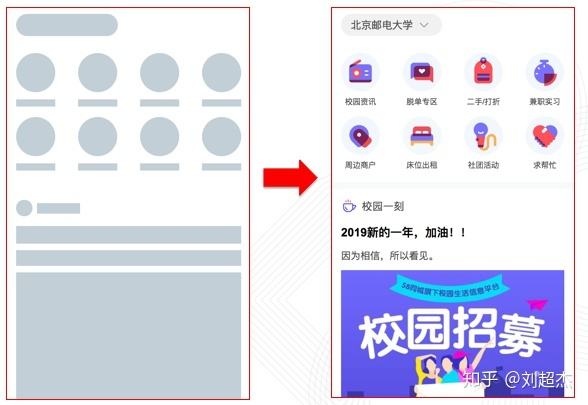 北京邮电大学
校园资讯 脱单专区 二手/打折 兼职实习
周边商户 床位出租 社团活动 求帮忙
校园一刻
2019新的一年，加油！！
因为相信，所以看见。
58同城旗下校园生活信息平台
校园招募
知乎 @刘超杰